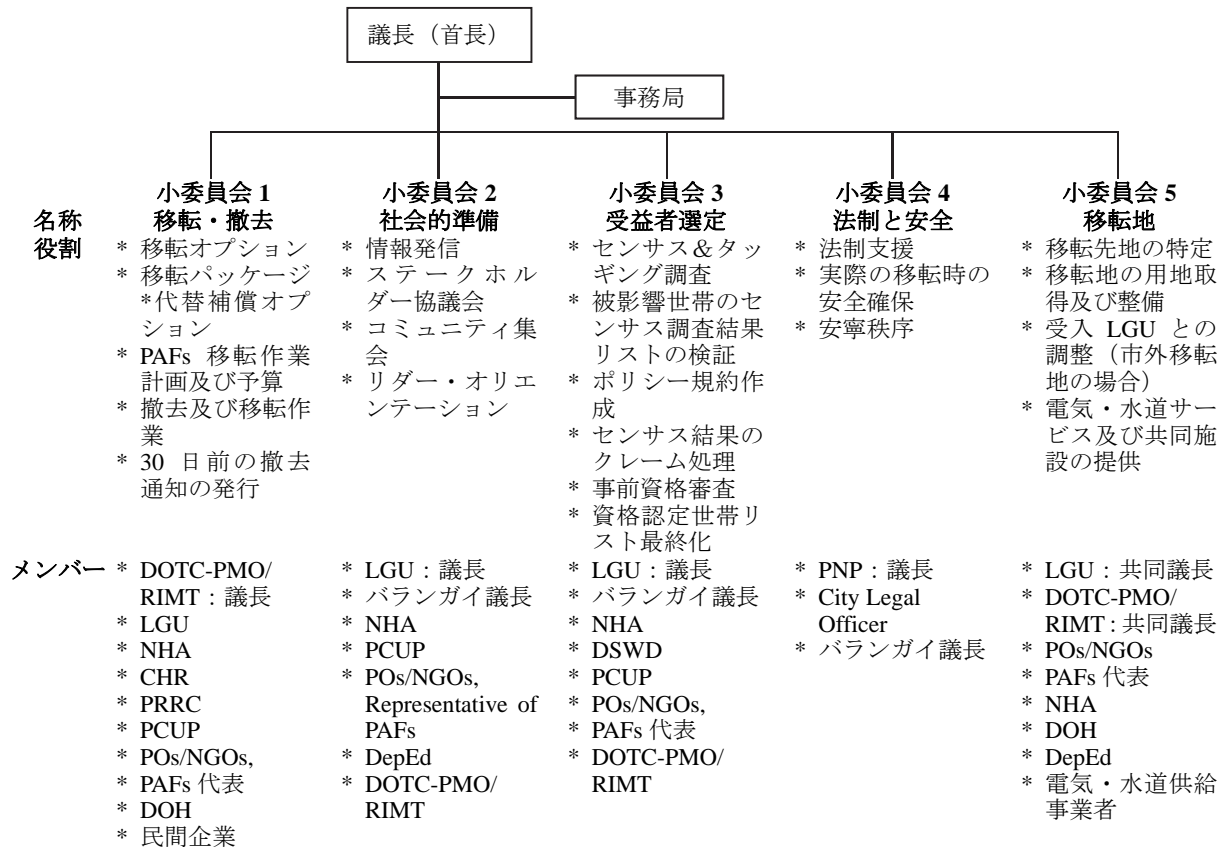 議長（首長）
事務局
小委員会 1
移転・撤去
小委員会 2
社会的準備
小委員会 3
受益者選定
小委員会 4
法制と安全
小委員会 5
移転地
名称
役割
* 移転オプション
* 移転パッケージ
*代替補償オプ
ション
* PAFs 移転作業
計画及び予算
* 撤去及び移転作
業
* 30 日前の撤去
通知の発行
* 情報発信
* ステークホル
ダー協議会
* コミュニティ集
会
* リダー・オリエ
ンテーション
* センサス＆タッ
ギング調査
* 被影響世帯のセ
ンサス調査結果
リストの検証
* ポリシー規約作
成
* センサス結果の
クレーム処理
* 事前資格審査
* 資格認定世帯リ
スト最終化
* 法制支援
* 実際の移転時の
安全確保
* 安寧秩序
* 移転先地の特定
* 移転地の用地取
得及び整備
* 受入 LGU との
調整（市外移転
地の場合）
* 電気・水道サー
ビス及び共同施
設の提供
メンバー
* DOTC-PMO/
RIMT：議長
* LGU
* NHA
* CHR
* PRRC
* PCUP
* POs/NGOs,
* PAFs 代表
* DOH
* 民間企業
* LGU：議長
* バランガイ議長
* NHA
* PCUP
* POs/NGOs,
Representative of
PAFs
* DepEd
* DOTC-PMO/
RIMT
* LGU：議長
* バランガイ議長
* NHA
* DSWD
* PCUP
* POs/NGOs,
* PAFs 代表
* DOTC-PMO/
RIMT
* PNP：議長
* City Legal
Officer
* バランガイ議長
* LGU：共同議長
* DOTC-PMO/
RIMT：共同議長
* POs/NGOs
* PAFs 代表
* NHA
* DOH
* DepEd
* 電気・水道供給
事業者